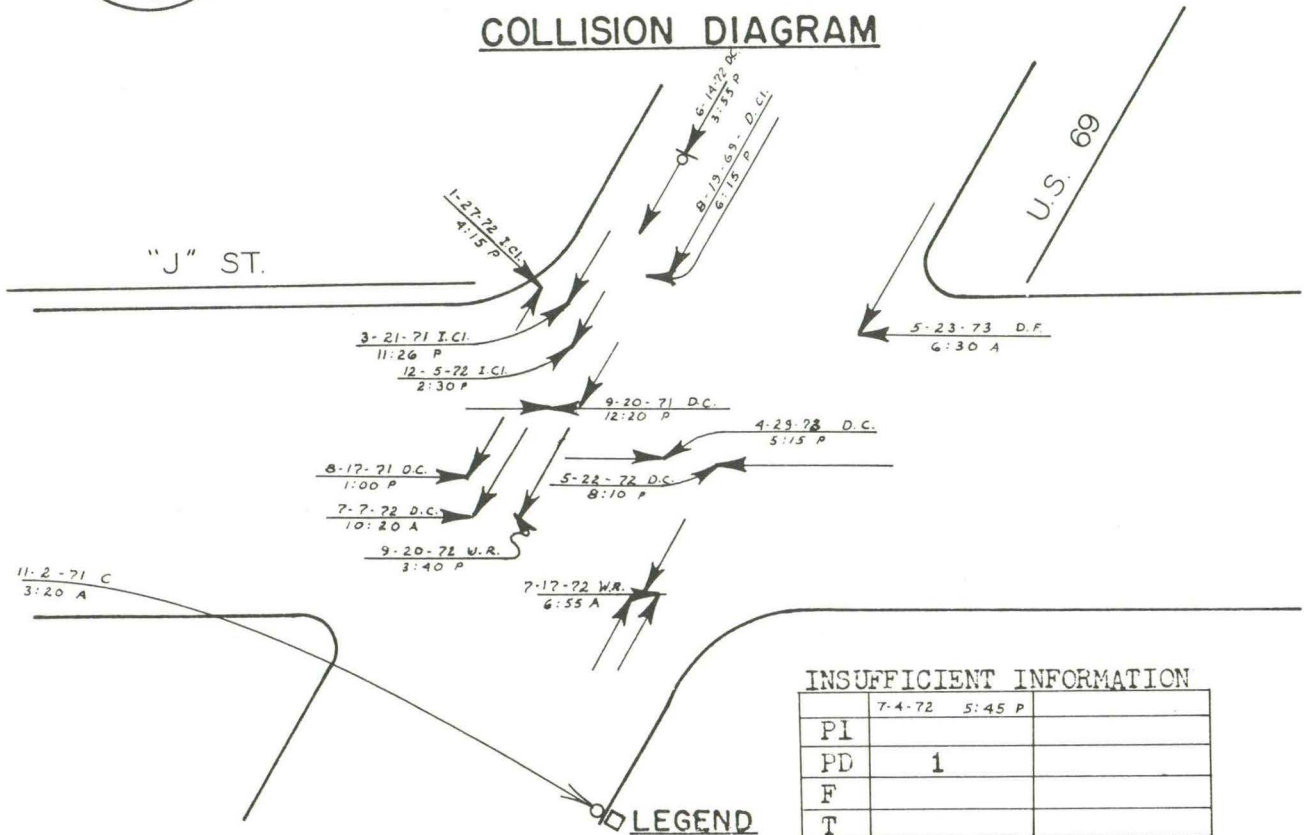 COLLISION DIAGRAM
6-14-72 D.C.
3:55 P
8-19-69- D. Cl.
6:15 P
U.S. 69
1-27-72 I.Cl.
4:15 P
"J" ST.
3-21-71 I.Cl.
11:26 P
5-23-73 D.F.
6:30 A
12-5-72 I.Cl.
2:30 P
9-20-71 D.C.
12:20 P
4-29-73 D.C.
5:15 P
8-17-71 D.C.
1:00 P
5-22-72 D.C.
8:10 P
7-7-72 D.C.
10:20 A
9-20-72 W.R.
3:40 P
11-2-71 C
3:20 A
7-17-72 W.R.
6:55 A
INSUFFICIENT INFORMATION
7-4-72 5:45 P
PI
PD 1
F
T
LEGEND